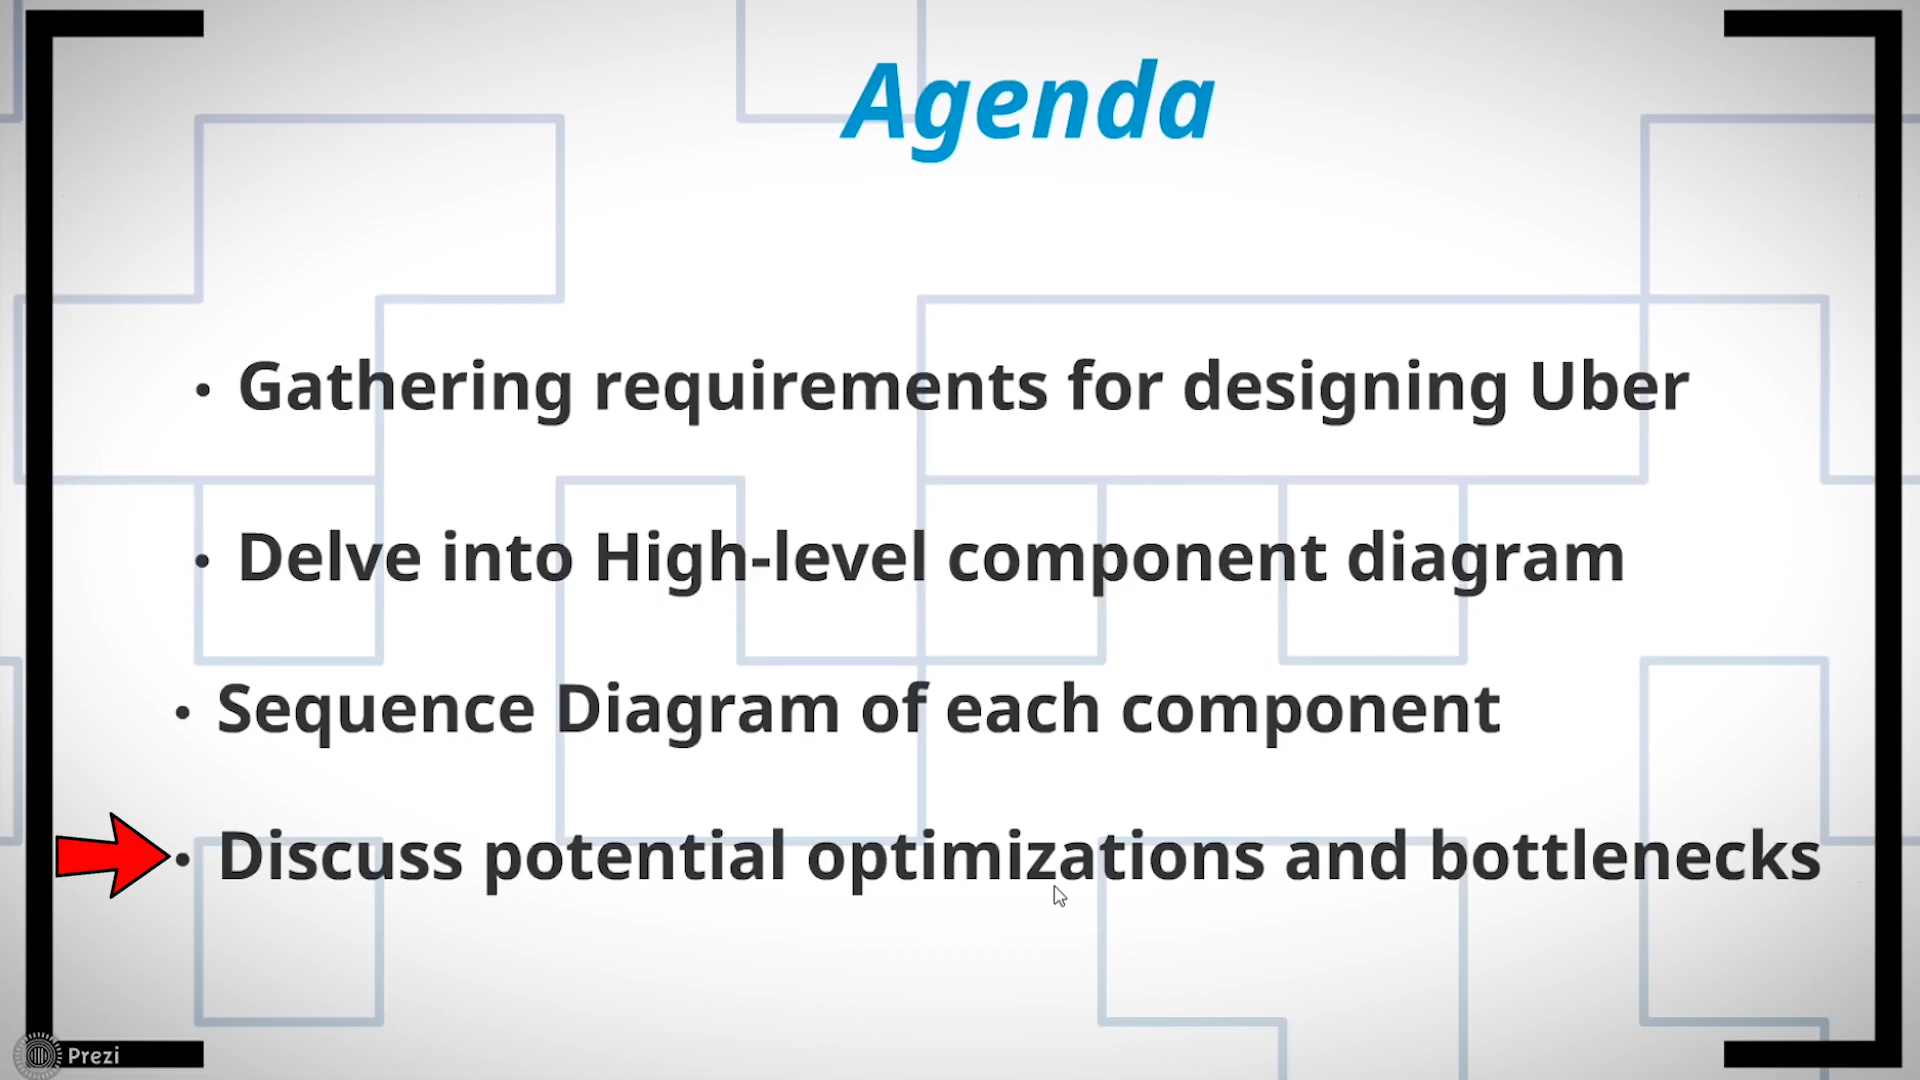 Agenda
• Gathering requirements for designing Uber
• Delve into High-level component diagram
• Sequence Diagram of each component
• Discuss potential optimizations and bottlenecks
Prezi